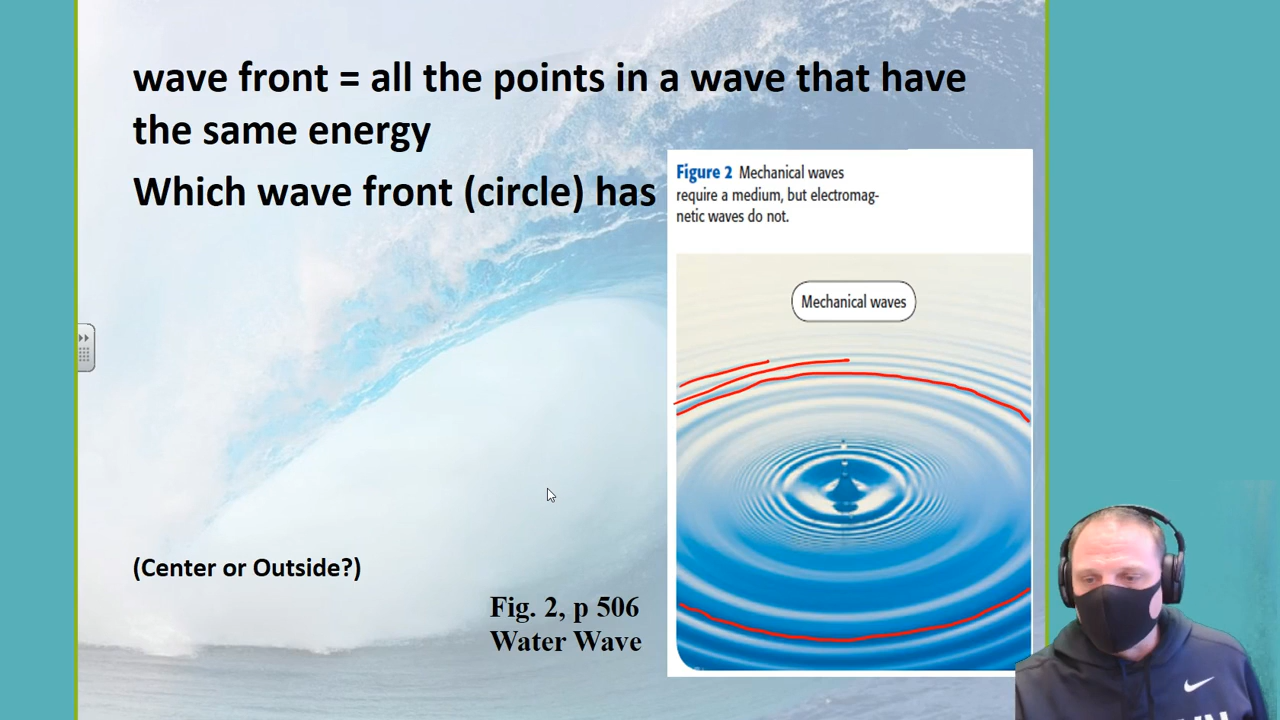 wave front = all the points in a wave that have
the same energy
Which wave front (circle) has
Figure 2 Mechanical waves
require a medium, but electromag-
netic waves do not.
Mechanical waves
(Center or Outside?)
Fig. 2, p 506
Water Wave